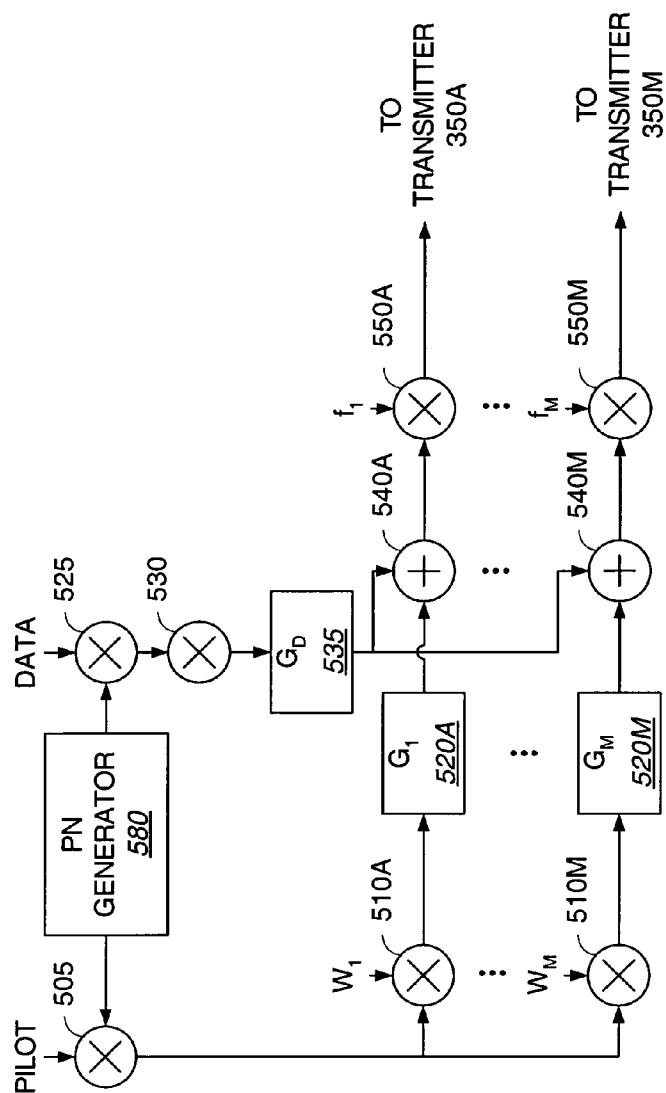 PILOT
505
PN
GENERATOR
580
DATA
525
530
G_D
535
W_1
510A
G_1
520A
540A
f_1
550A
TO
TRANSMITTER
350A
W_M
510M
G_M
520M
540M
f_M
550M
TO
TRANSMITTER
350M